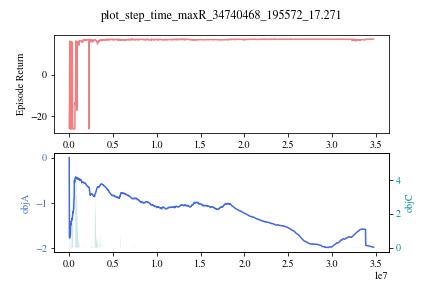 plot_step_time_maxR_34740468_195572_17.271
Episode Return
0
−20
0.0 0.5 1.0 1.5 2.0 2.5 3.0 3.5
objA
0
−1
−2
objC
4
2
0
0.0 0.5 1.0 1.5 2.0 2.5 3.0 3.5
1e7